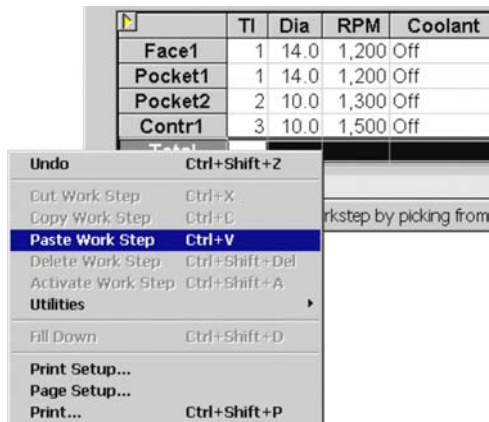 Tl Dia RPM Coolant
Face1 1 14.0 1,200 Off
Pocket1 1 14.0 1,200 Off
Pocket2 2 10.0 1,300 Off
Contr1 3 10.0 1,500 Off
Total
Undo Ctrl+Shift+Z
Cut Work Step Ctrl+X
Copy Work Step Ctrl+C
rkstep by picking from
Paste Work Step Ctrl+V
Delete Work Step Ctrl+Shift+Del
Activate Work Step Ctrl+Shift+A
Utilities
Fill Down Ctrl+Shift+D
Print Setup...
Page Setup...
Print... Ctrl+Shift+P